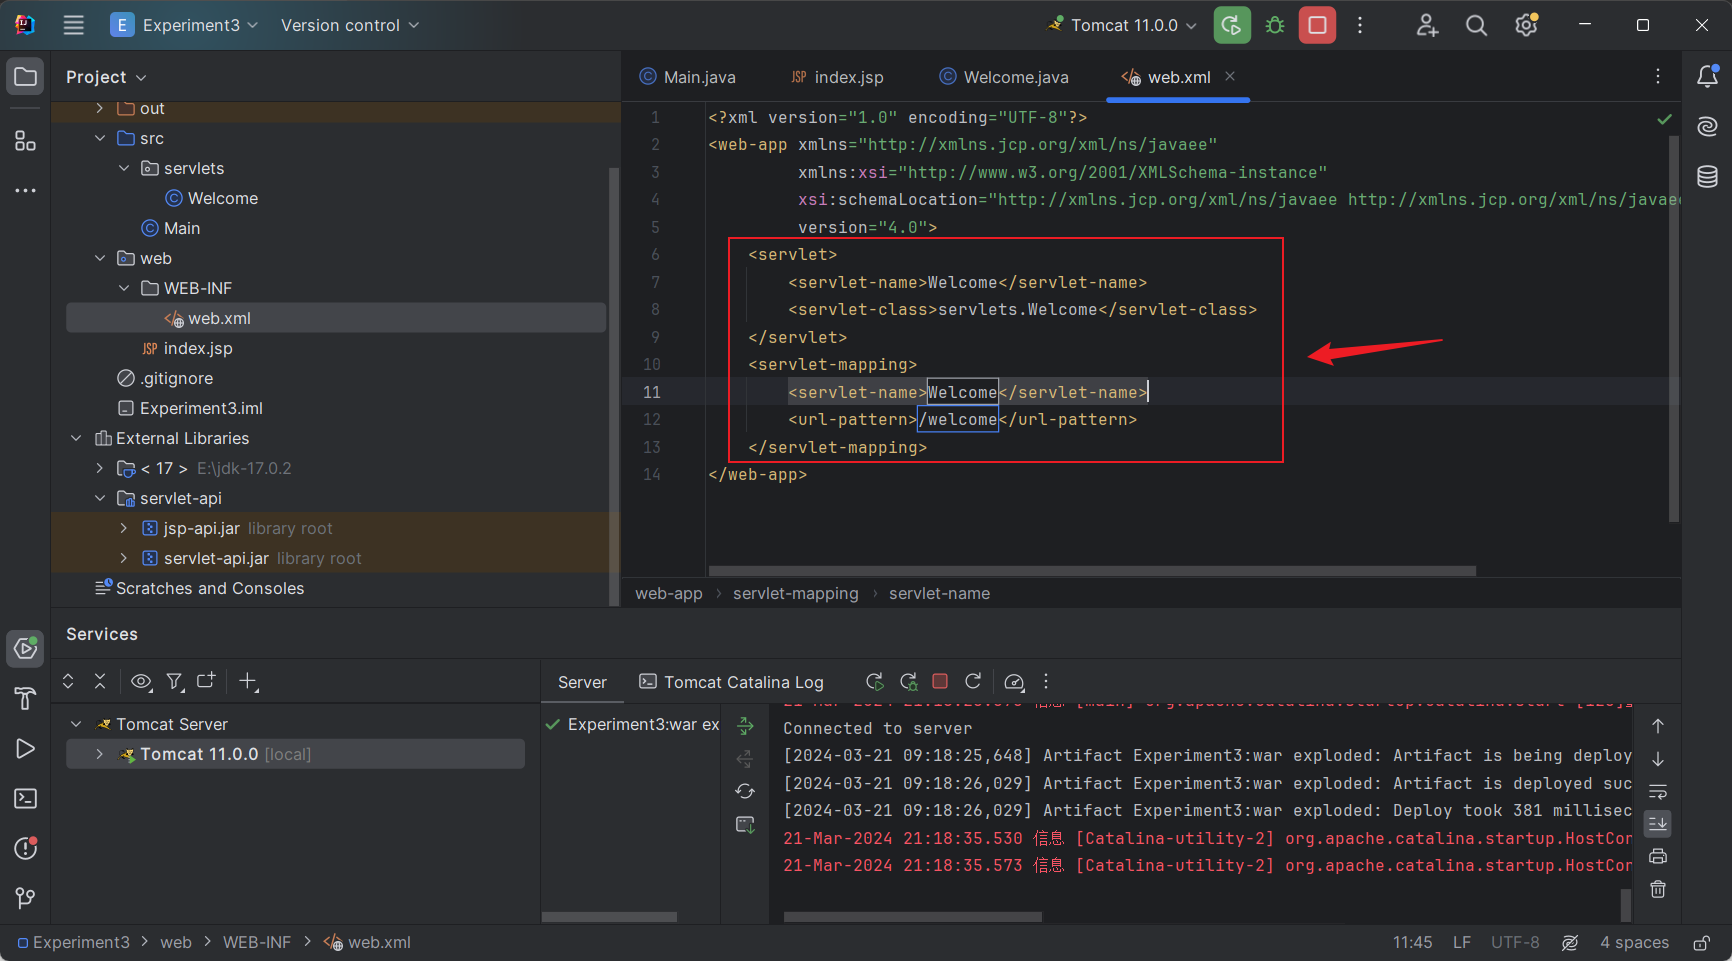 E Experiment3 Version control Tomcat 11.0.0
Project
out
src
servlets
Welcome
Main
web
WEB-INF
web.xml
JSP index.jsp
.gitignore
Experiment3.iml
External Libraries
< 17 > E:\jdk-17.0.2
servlet-api
jsp-api.jar library root
servlet-api.jar library root
Scratches and Consoles
Main.java JSP index.jsp Welcome.java web.xml
1 <?xml version="1.0" encoding="UTF-8"?>
2 <web-app xmlns="http://xmlns.jcp.org/xml/ns/javaee"
3 xmlns:xsi="http://www.w3.org/2001/XMLSchema-instance"
4 xsi:schemaLocation="http://xmlns.jcp.org/xml/ns/javaee http://xmlns.jcp.org/xml/ns/javaee
5 version="4.0">
6 <servlet>
7 <servlet-name>Welcome</servlet-name>
8 <servlet-class>servlets.Welcome</servlet-class>
9 </servlet>
10 <servlet-mapping>
11 <servlet-name>Welcome</servlet-name>
12 <url-pattern>/welcome</url-pattern>
13 </servlet-mapping>
14 </web-app>
web-app › servlet-mapping › servlet-name
Services
Tomcat Server
Tomcat 11.0.0 [local]
Server Tomcat Catalina Log
Experiment3:war ex
Connected to server
[2024-03-21 09:18:25,648] Artifact Experiment3:war exploded: Artifact is being deploy
[2024-03-21 09:18:26,029] Artifact Experiment3:war exploded: Artifact is deployed suc
[2024-03-21 09:18:26,029] Artifact Experiment3:war exploded: Deploy took 381 millisec
21-Mar-2024 21:18:35.530 信息 [Catalina-utility-2] org.apache.catalina.startup.HostCon
21-Mar-2024 21:18:35.573 信息 [Catalina-utility-2] org.apache.catalina.startup.HostCon
Experiment3 > web > WEB-INF > web.xml 11:45 LF UTF-8 4 spaces